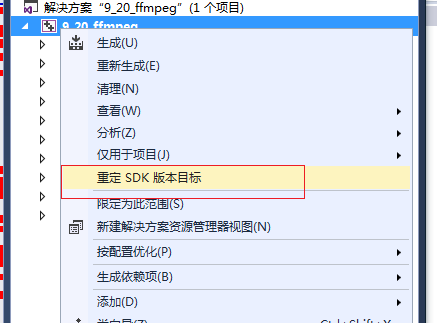 解决方案"9_20_ffmpeg"(1 个项目)
9_20_ffmpeg
生成(U)
重新生成(E)
清理(N)
查看(W)
分析(Z)
仅用于项目(J)
重定 SDK 版本目标
限定为此范围(S)
新建解决方案资源管理器视图(N)
按配置优化(P)
生成依赖项(B)
添加(D)